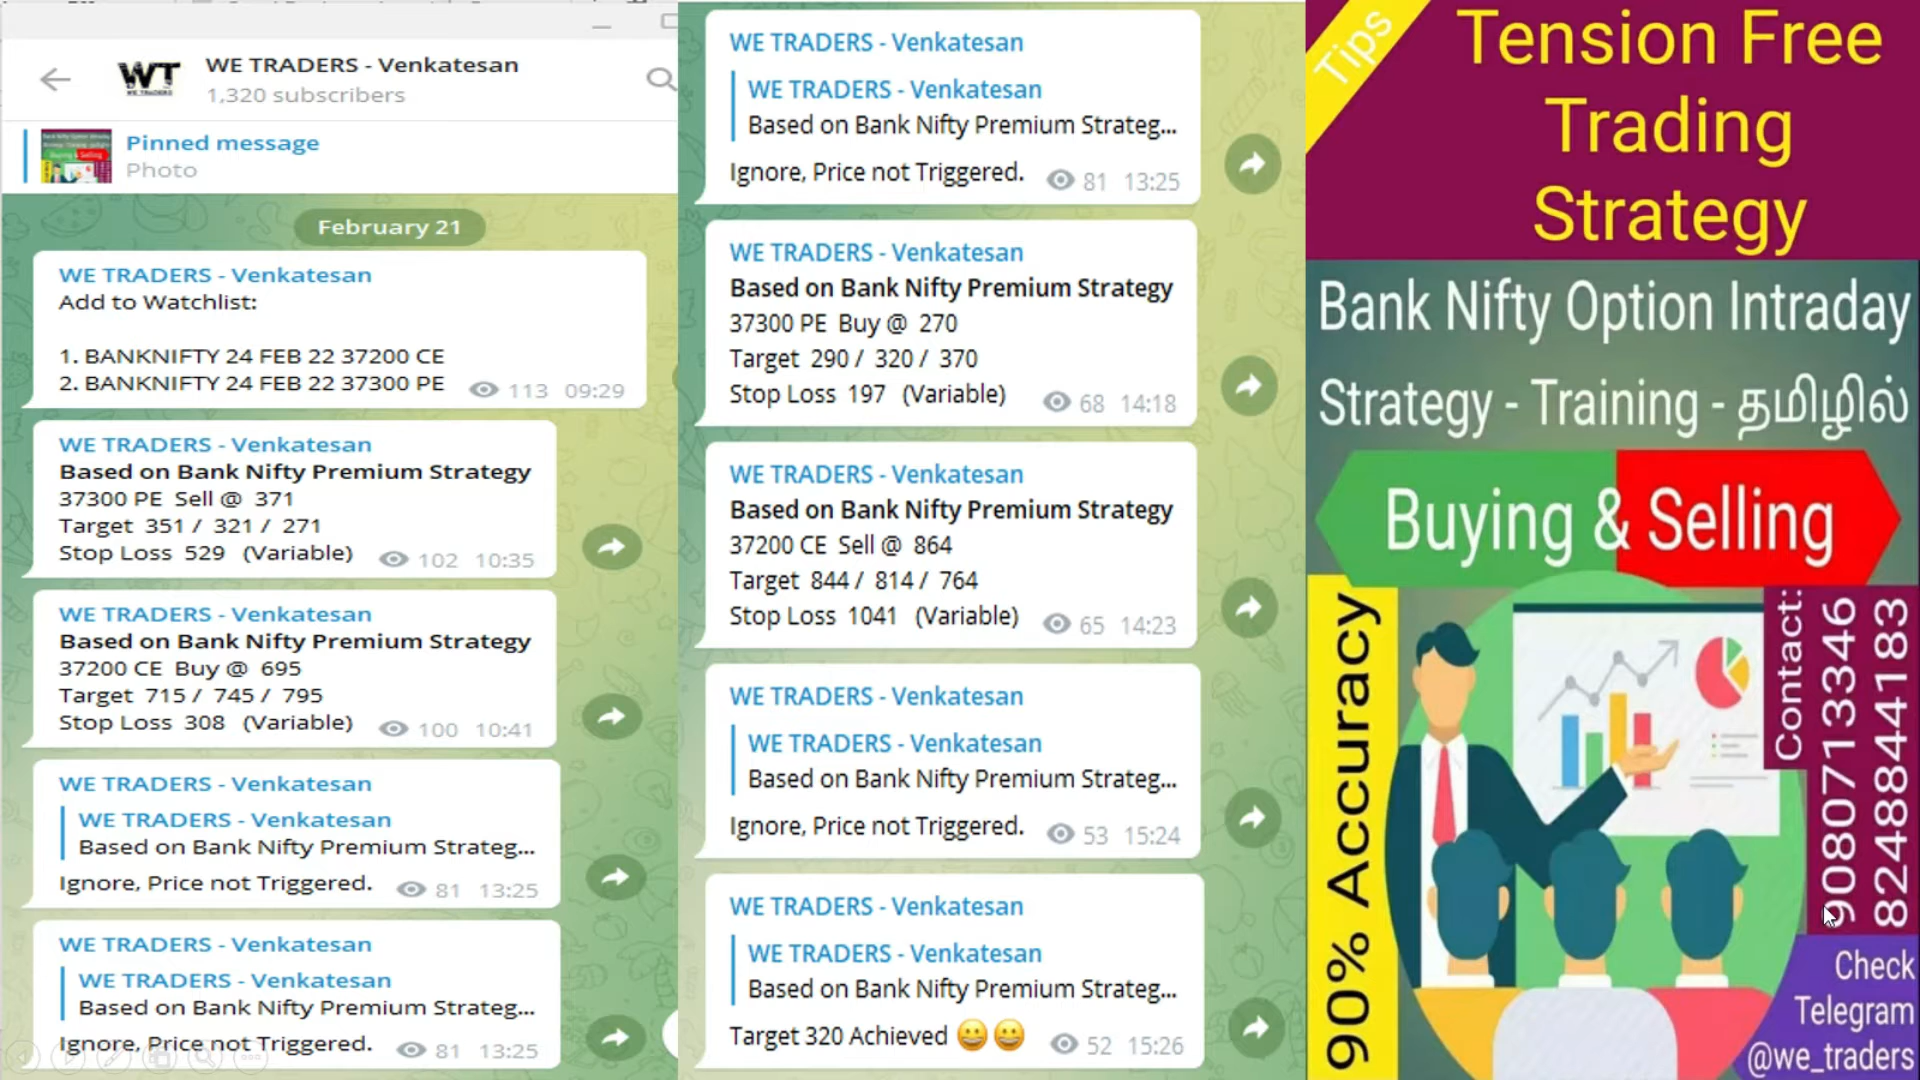 WT
WE TRADERS
WE TRADERS - Venkatesan
1,320 subscribers
Pinned message
Photo
February 21
WE TRADERS - Venkatesan
Add to Watchlist:
1. BANKNIFTY 24 FEB 22 37200 CE
2. BANKNIFTY 24 FEB 22 37300 PE
113 09:29
WE TRADERS - Venkatesan
Based on Bank Nifty Premium Strategy
37300 PE Sell @ 371
Target 351 / 321 / 271
Stop Loss 529 (Variable) 102 10:35
WE TRADERS - Venkatesan
Based on Bank Nifty Premium Strategy
37200 CE Buy @ 695
Target 715 / 745 / 795
Stop Loss 308 (Variable) 100 10:41
WE TRADERS - Venkatesan
WE TRADERS - Venkatesan
Based on Bank Nifty Premium Strateg...
Ignore, Price not Triggered. 81 13:25
WE TRADERS - Venkatesan
WE TRADERS - Venkatesan
Based on Bank Nifty Premium Strateg...
Ignore, Price not Triggered. 81 13:25
WE TRADERS - Venkatesan
WE TRADERS - Venkatesan
Based on Bank Nifty Premium Strateg...
Ignore, Price not Triggered. 81 13:25
WE TRADERS - Venkatesan
Based on Bank Nifty Premium Strategy
37300 PE Buy @ 270
Target 290 / 320 / 370
Stop Loss 197 (Variable) 68 14:18
WE TRADERS - Venkatesan
Based on Bank Nifty Premium Strategy
37200 CE Sell @ 864
Target 844 / 814 / 764
Stop Loss 1041 (Variable) 65 14:23
WE TRADERS - Venkatesan
WE TRADERS - Venkatesan
Based on Bank Nifty Premium Strateg...
Ignore, Price not Triggered. 53 15:24
WE TRADERS - Venkatesan
WE TRADERS - Venkatesan
Based on Bank Nifty Premium Strateg...
Target 320 Achieved 😀😀 52 15:26
Tips
Tension Free
Trading
Strategy
Bank Nifty Option Intraday
Strategy - Training - தமிழில்
Buying & Selling
90% Accuracy
Contact:
9080713346
8248844183
Check
Telegram
@we_traders